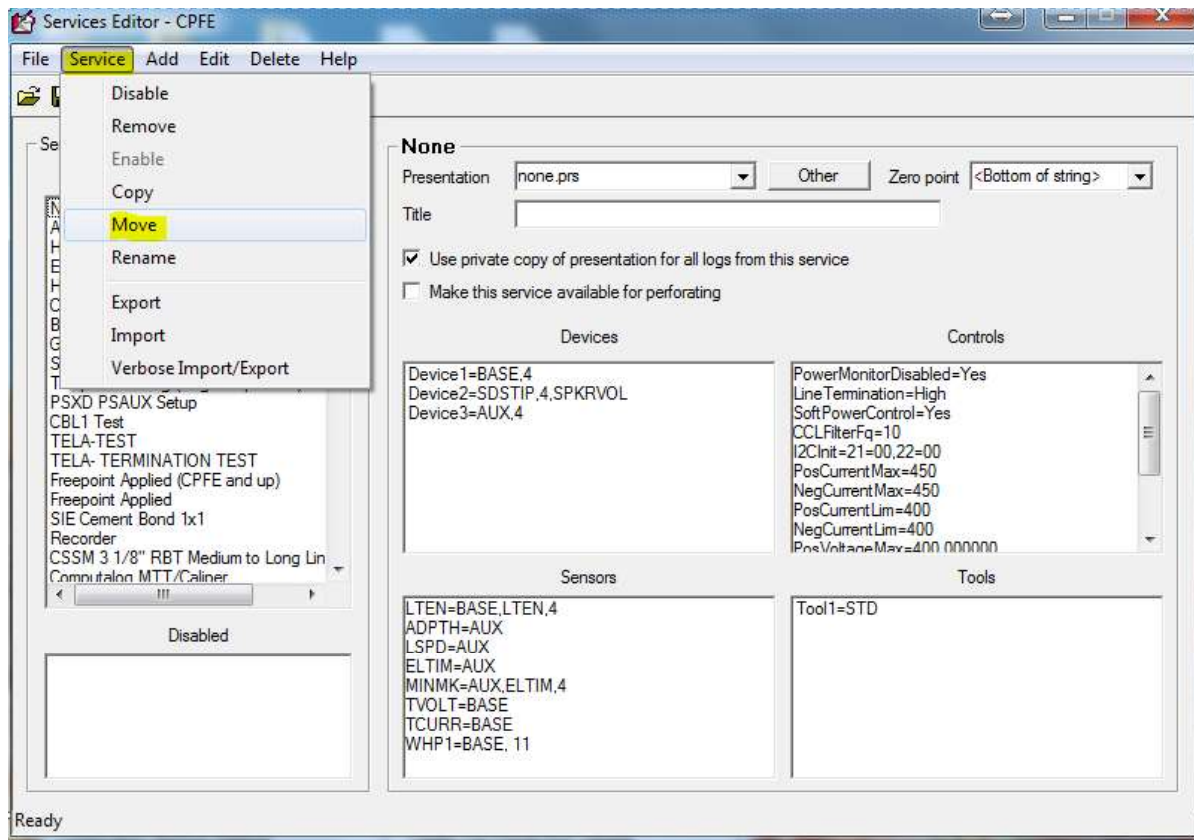 Services Editor - CPFE
File Service Add Edit Delete Help
Disable
Remove
Enable
Copy
Move
Rename
Export
Import
Verbose Import/Export
PSXD PSAUX Setup
CBL1 Test
TELA-TEST
TELA- TERMINATION TEST
Freepoint Applied (CPFE and up)
Freepoint Applied
SIE Cement Bond 1x1
Recorder
CSSM 3 1/8" RBT Medium to Long Lin
Computalog MTT/Caliper
Disabled
None
Presentation none.prs Other Zero point <Bottom of string>
Title
Use private copy of presentation for all logs from this service
Make this service available for perforating
Devices
Device1=BASE,4
Device2=SDSTIP,4,SPKRVOL
Device3=AUX,4
Controls
PowerMonitorDisabled=Yes
LineTermination=High
SoftPowerControl=Yes
CCLFilterFq=10
I2CInit=21=00,22=00
PosCurrentMax=450
NegCurrentMax=450
PosCurrentLim=400
NegCurrentLim=400
PosVoltageMax=400.000000
Sensors
LTEN=BASE,LTEN,4
ADPTH=AUX
LSPD=AUX
ELTIM=AUX
MINMK=AUX,ELTIM,4
TVOLT=BASE
TCURR=BASE
WHP1=BASE, 11
Tools
Tool1=STD
Ready